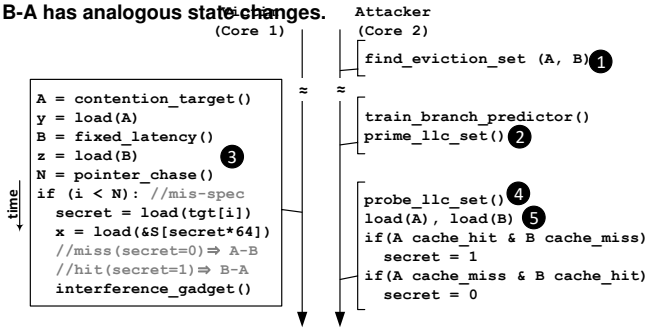 B-A has analogous state changes.
Victim
(Core 1)
A = contention_target()
y = load(A)
B = fixed_latency()
z = load(B)
3
N = pointer_chase()
if (i < N): //mis-spec
secret = load(tgt[i])
x = load(&S[secret*64])
//miss(secret=0)⇒ A-B
//hit(secret=1)⇒ B-A
interference_gadget()
time
≈ ≈
Attacker
(Core 2)
find_eviction_set (A, B) 1
train_branch_predictor()
prime_llc_set() 2
probe_llc_set() 4
load(A), load(B) 5
if(A cache_hit & B cache_miss)
secret = 1
if(A cache_miss & B cache_hit)
secret = 0